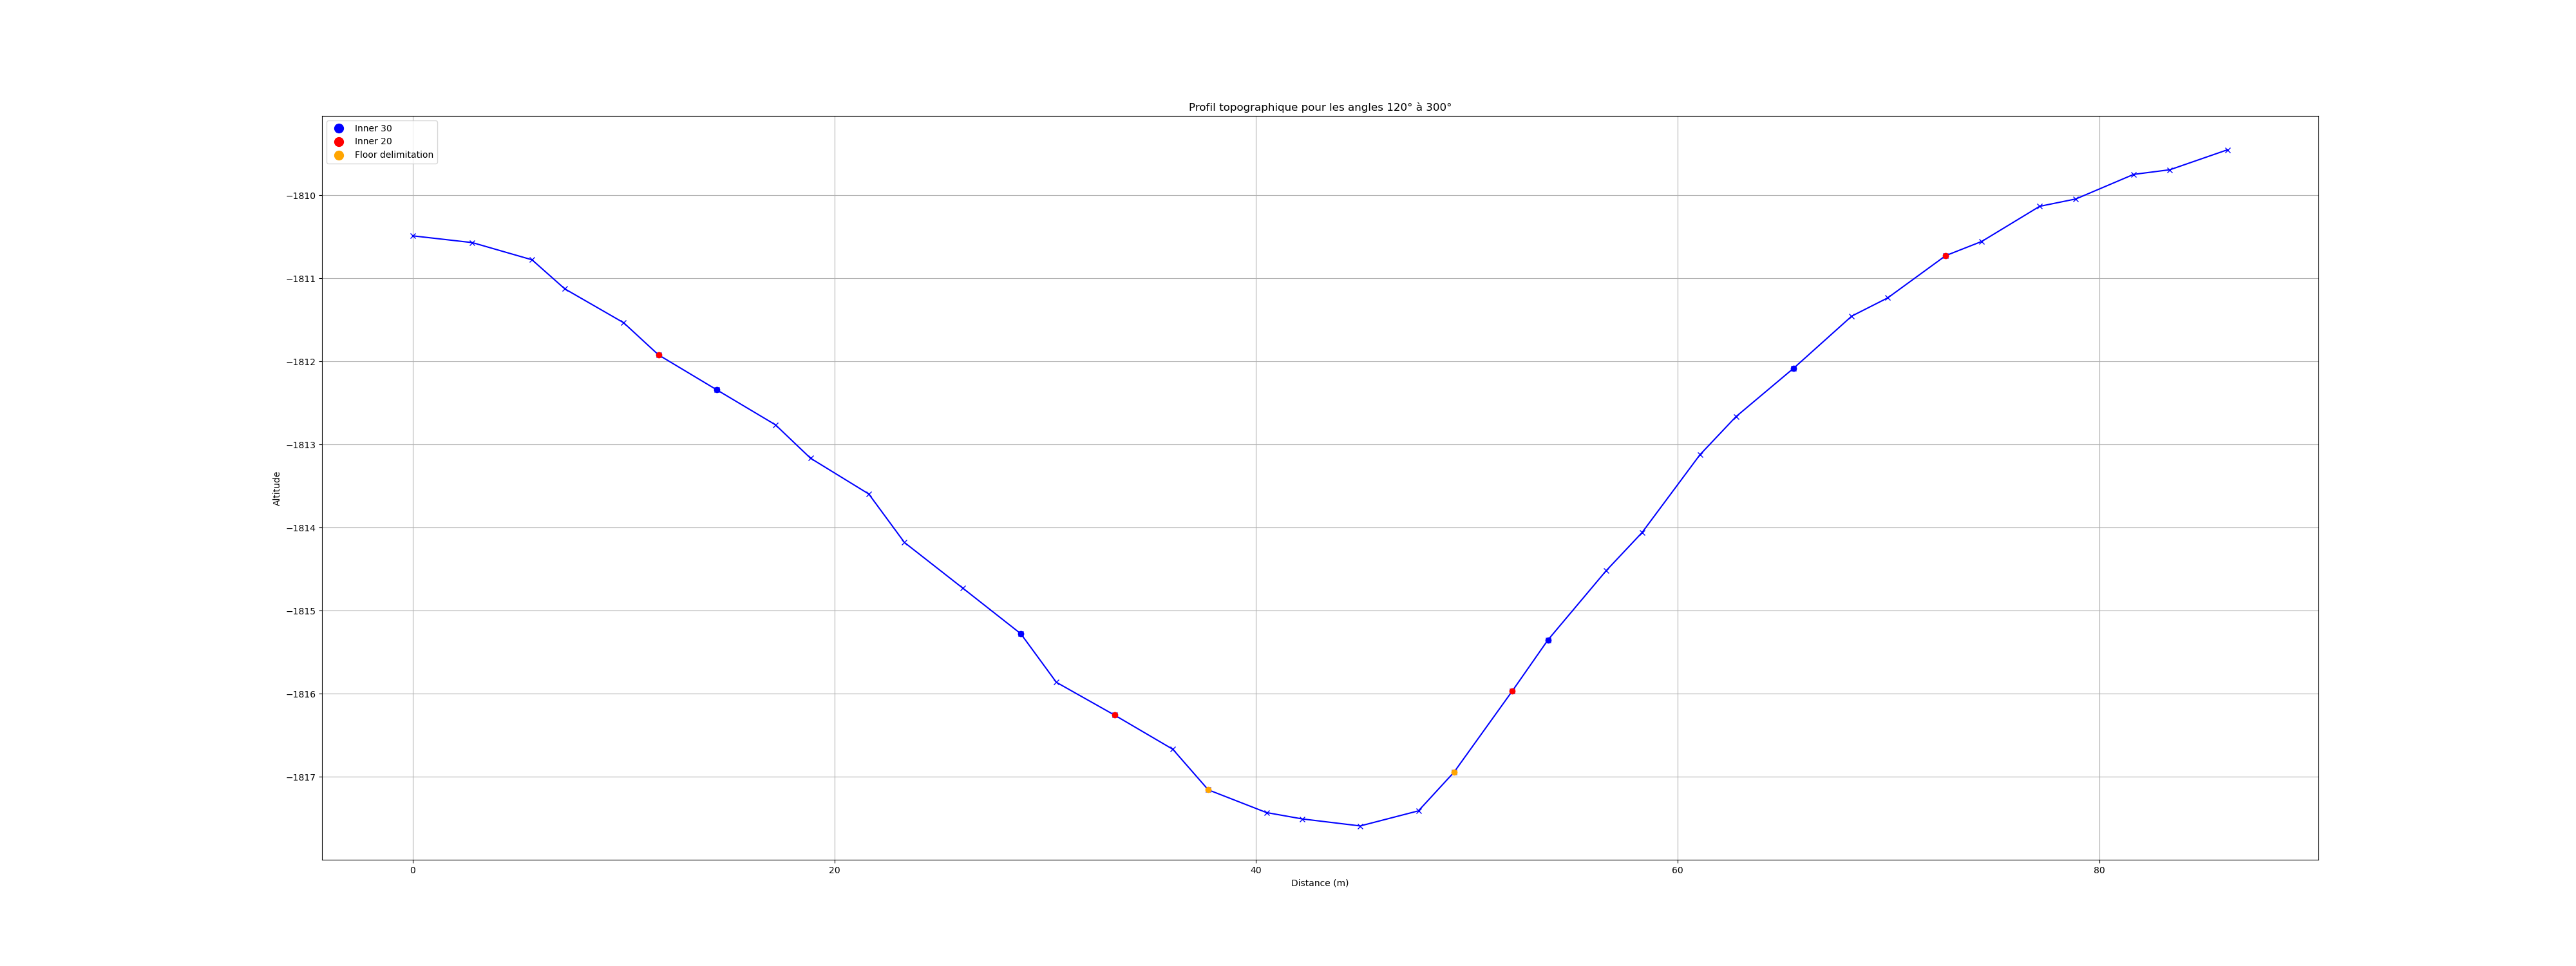 Profil topographique pour les angles 120° à 300°
Inner 30
Inner 20
Floor delimitation
−1810
−1811
−1812
−1813
−1814
−1815
−1816
−1817
Altitude
0 20 40 60 80
Distance (m)